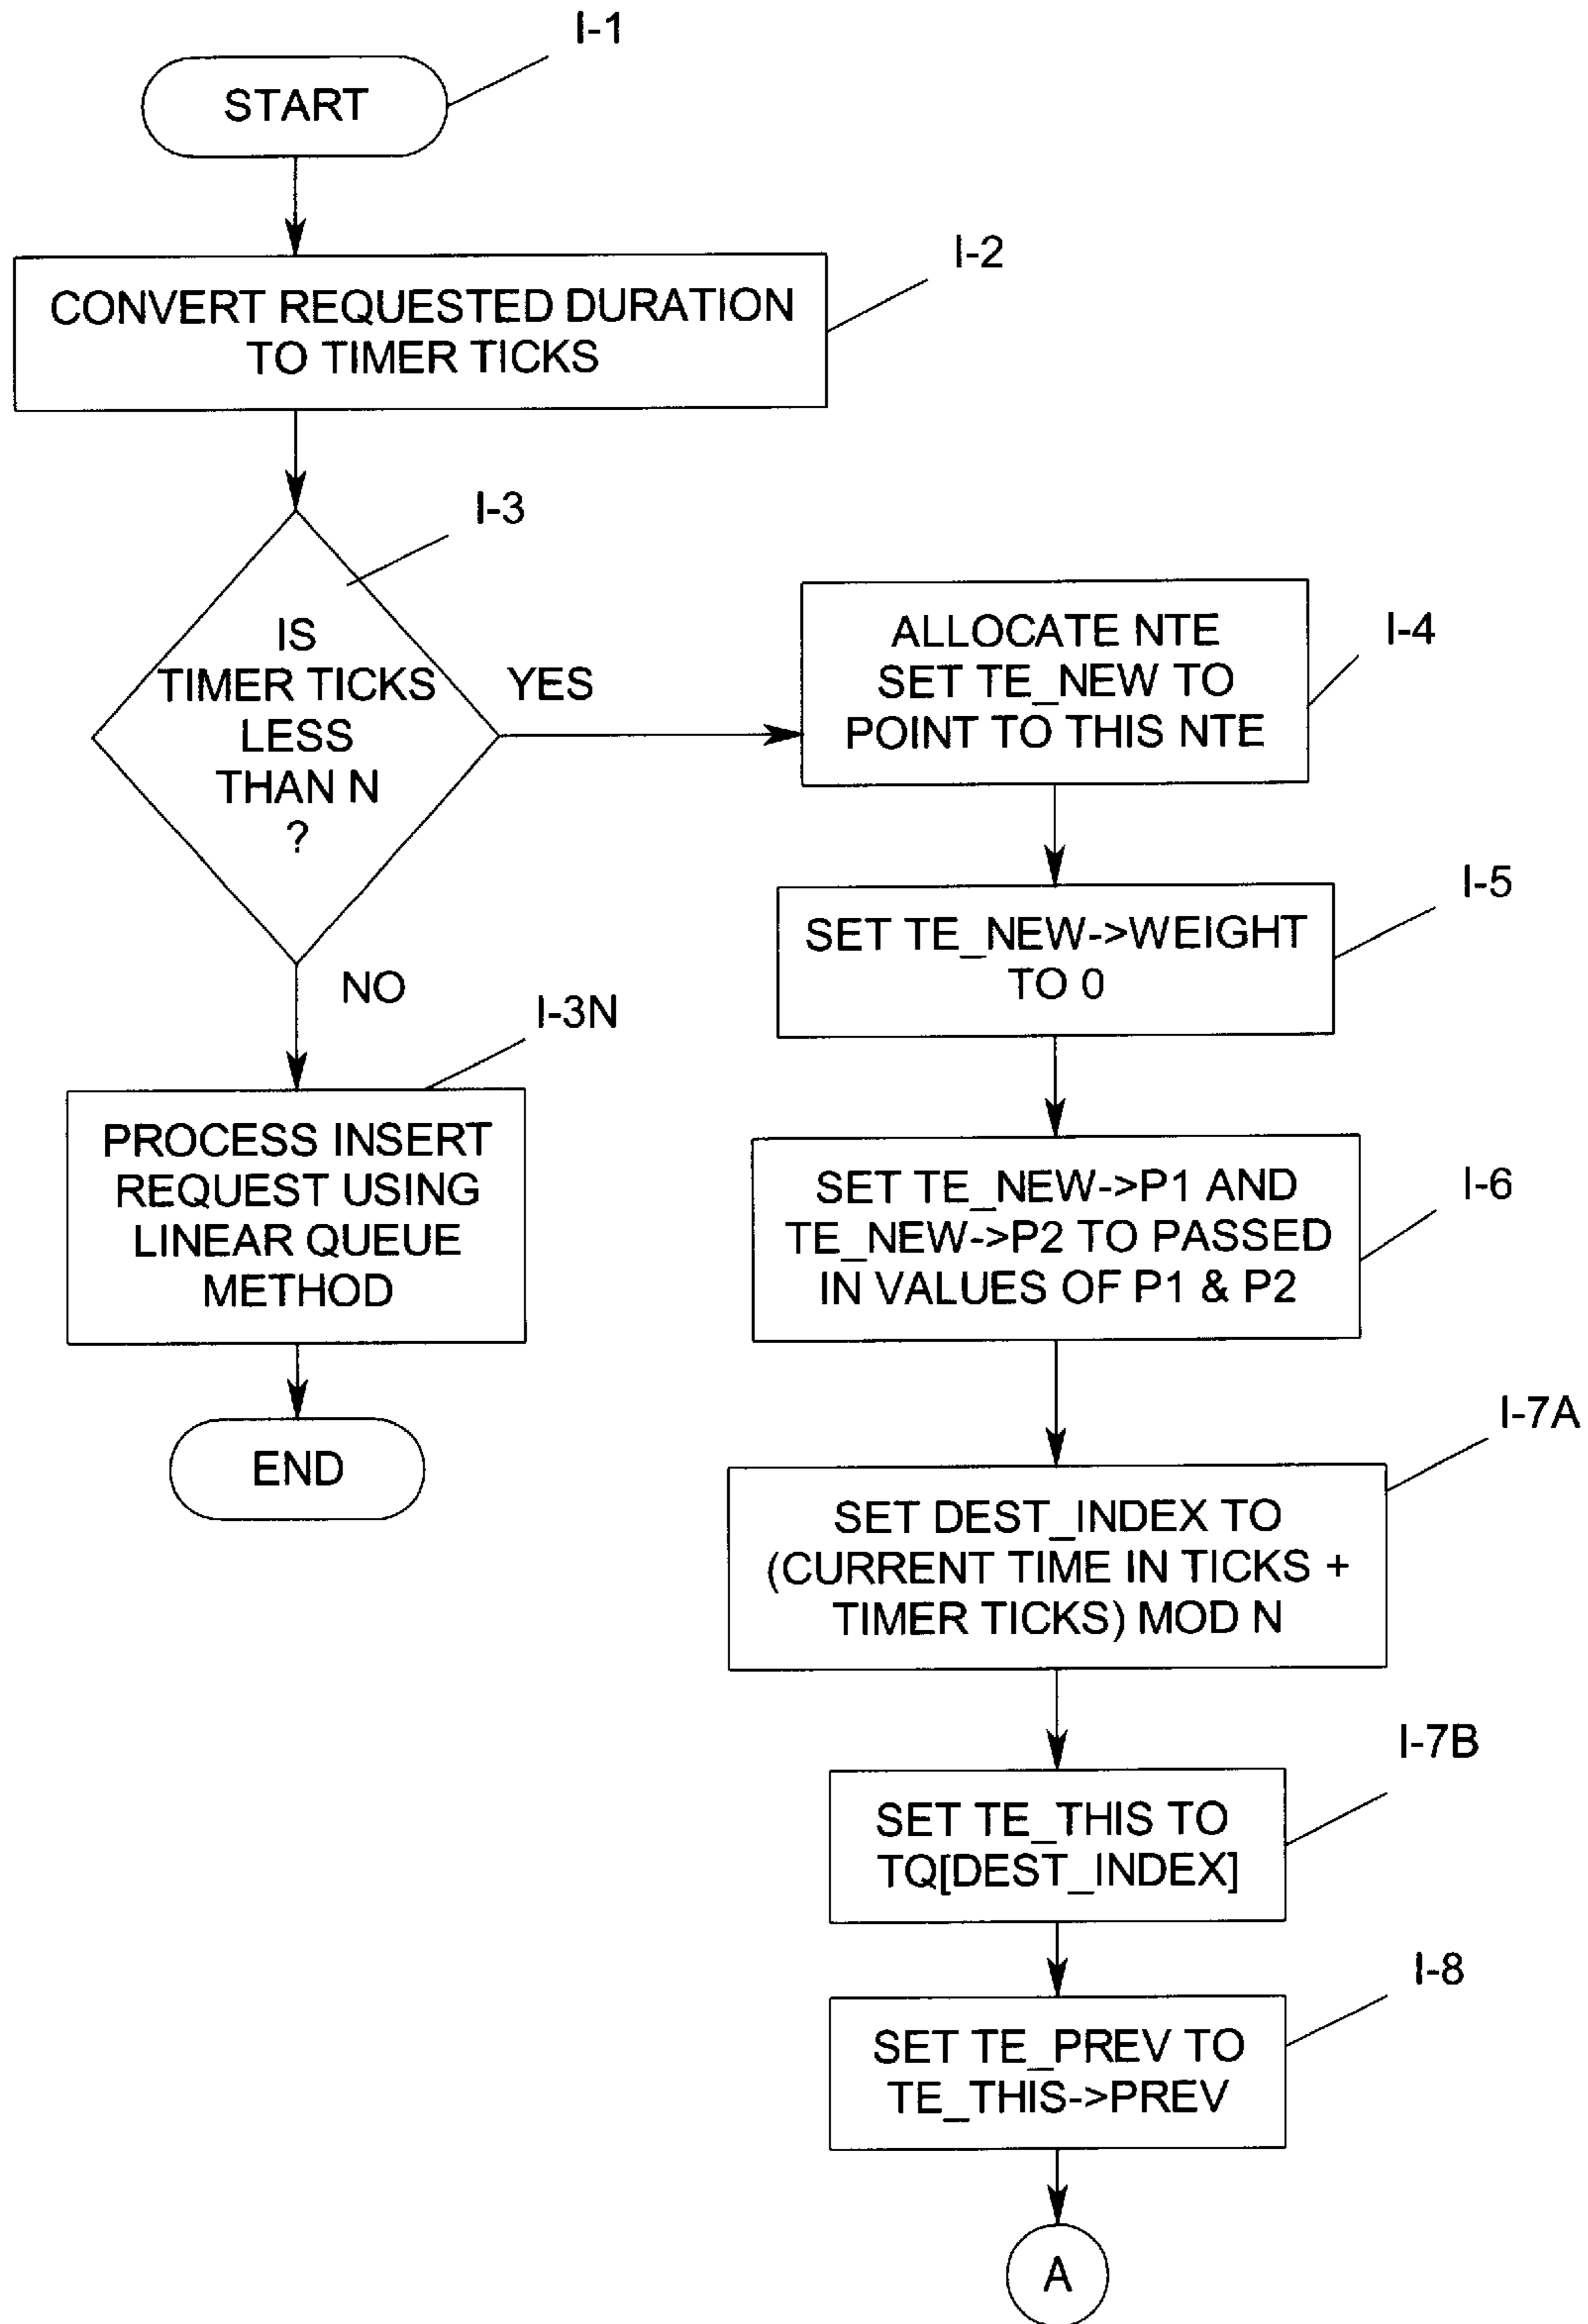 I-1
START
I-2
CONVERT REQUESTED DURATION
TO TIMER TICKS
I-3
IS
TIMER TICKS
LESS
THAN N
?
YES
NO
I-3N
PROCESS INSERT
REQUEST USING
LINEAR QUEUE
METHOD
END
I-4
ALLOCATE NTE
SET TE_NEW TO
POINT TO THIS NTE
I-5
SET TE_NEW->WEIGHT
TO 0
I-6
SET TE_NEW->P1 AND
TE_NEW->P2 TO PASSED
IN VALUES OF P1 & P2
I-7A
SET DEST_INDEX TO
(CURRENT TIME IN TICKS +
TIMER TICKS) MOD N
I-7B
SET TE_THIS TO
TQ[DEST_INDEX]
I-8
SET TE_PREV TO
TE_THIS->PREV
A